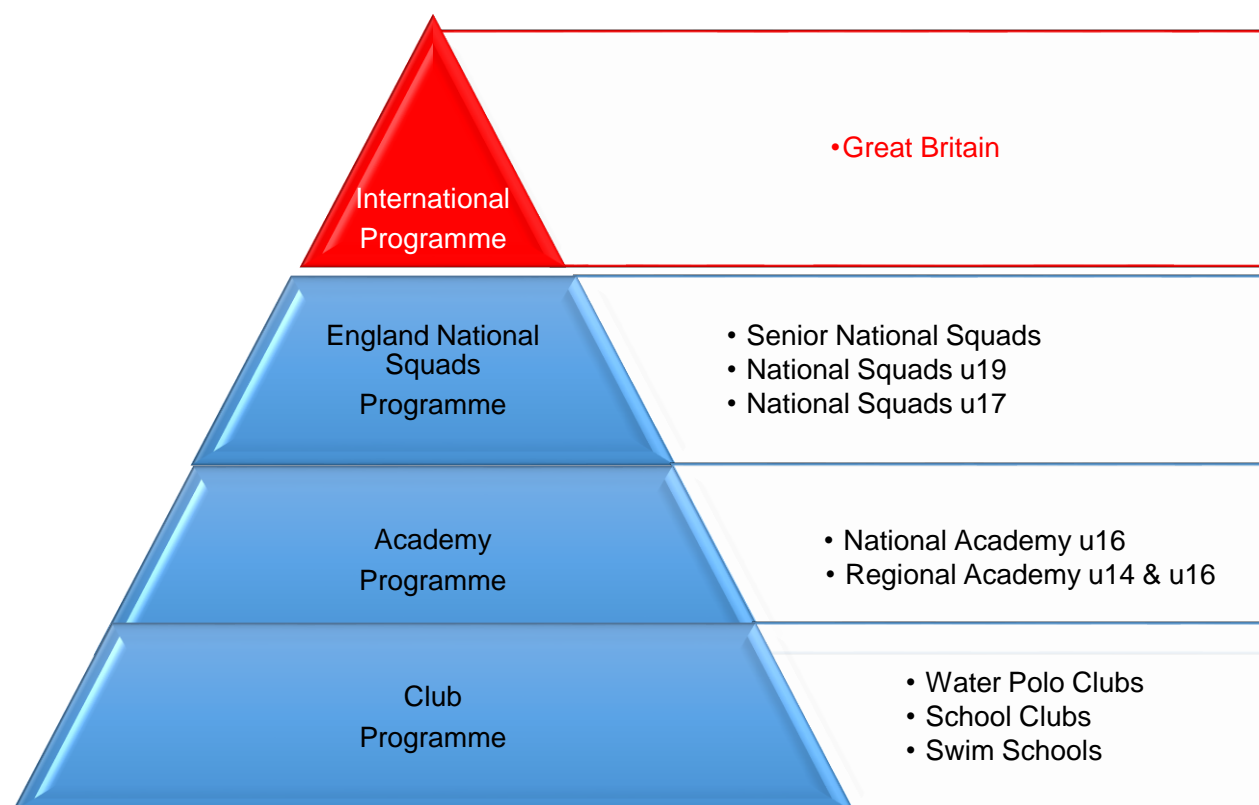 International
Programme
•Great Britain
England National
Squads
Programme
• Senior National Squads
• National Squads u19
• National Squads u17
Academy
Programme
• National Academy u16
• Regional Academy u14 & u16
Club
Programme
• Water Polo Clubs
• School Clubs
• Swim Schools